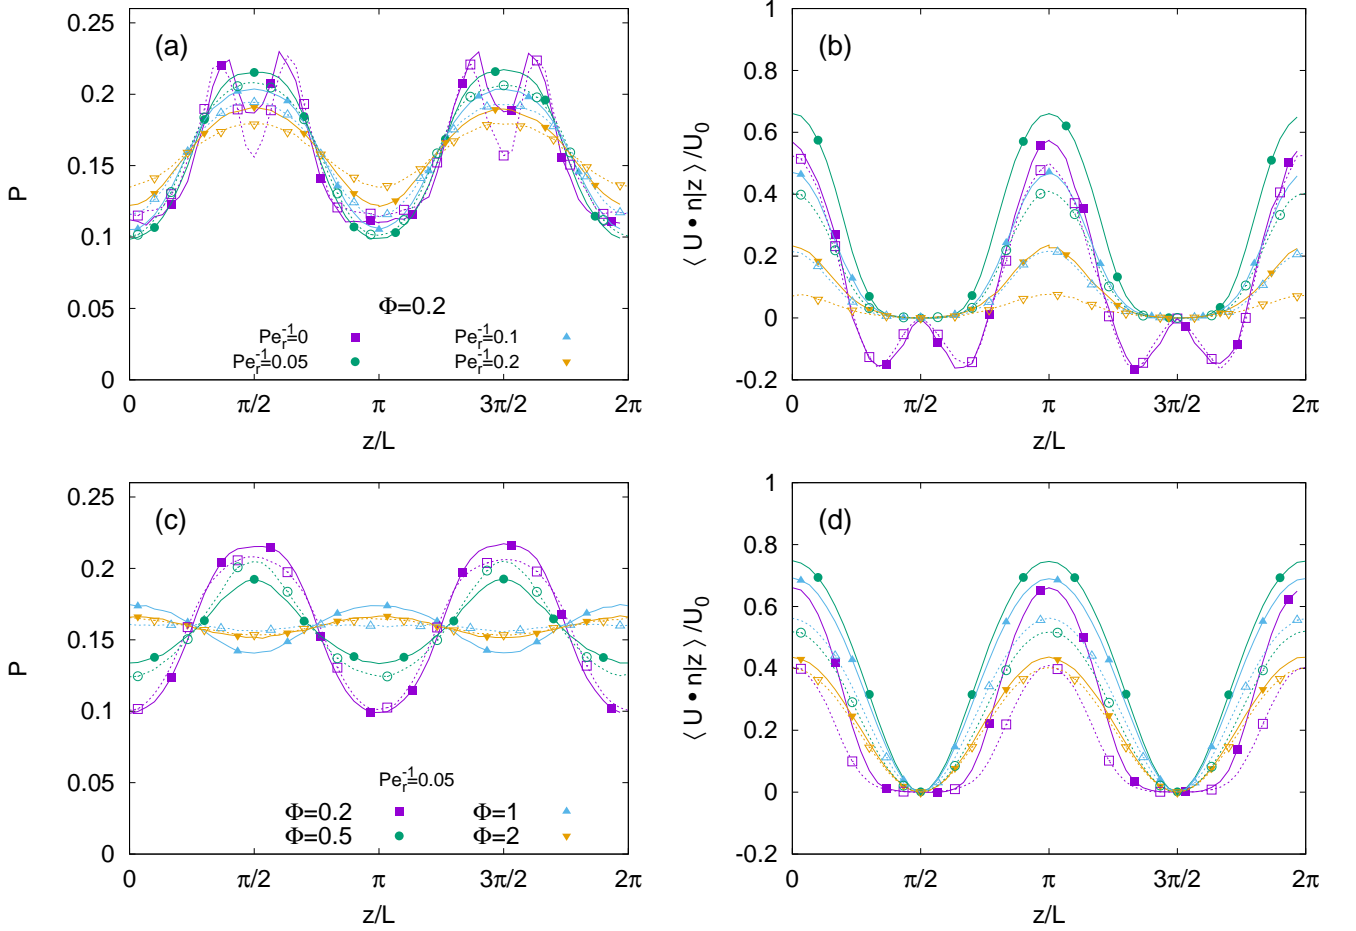 (a)
0.25
0.2
0.15
0.1
0.05
0
P
Φ=0.2
Pe_r^-1=0
Pe_r^-1=0.1
Pe_r^-1=0.05
Pe_r^-1=0.2
0 π/2 π 3π/2 2π
z/L
(b)
1
0.8
0.6
0.4
0.2
0
-0.2
⟨ U • n|z ⟩/U_0
0 π/2 π 3π/2 2π
z/L
(c)
0.25
0.2
0.15
0.1
0.05
0
P
Pe_r^-1=0.05
Φ=0.2
Φ=1
Φ=0.5
Φ=2
0 π/2 π 3π/2 2π
z/L
(d)
1
0.8
0.6
0.4
0.2
0
-0.2
⟨ U • n|z ⟩/U_0
0 π/2 π 3π/2 2π
z/L